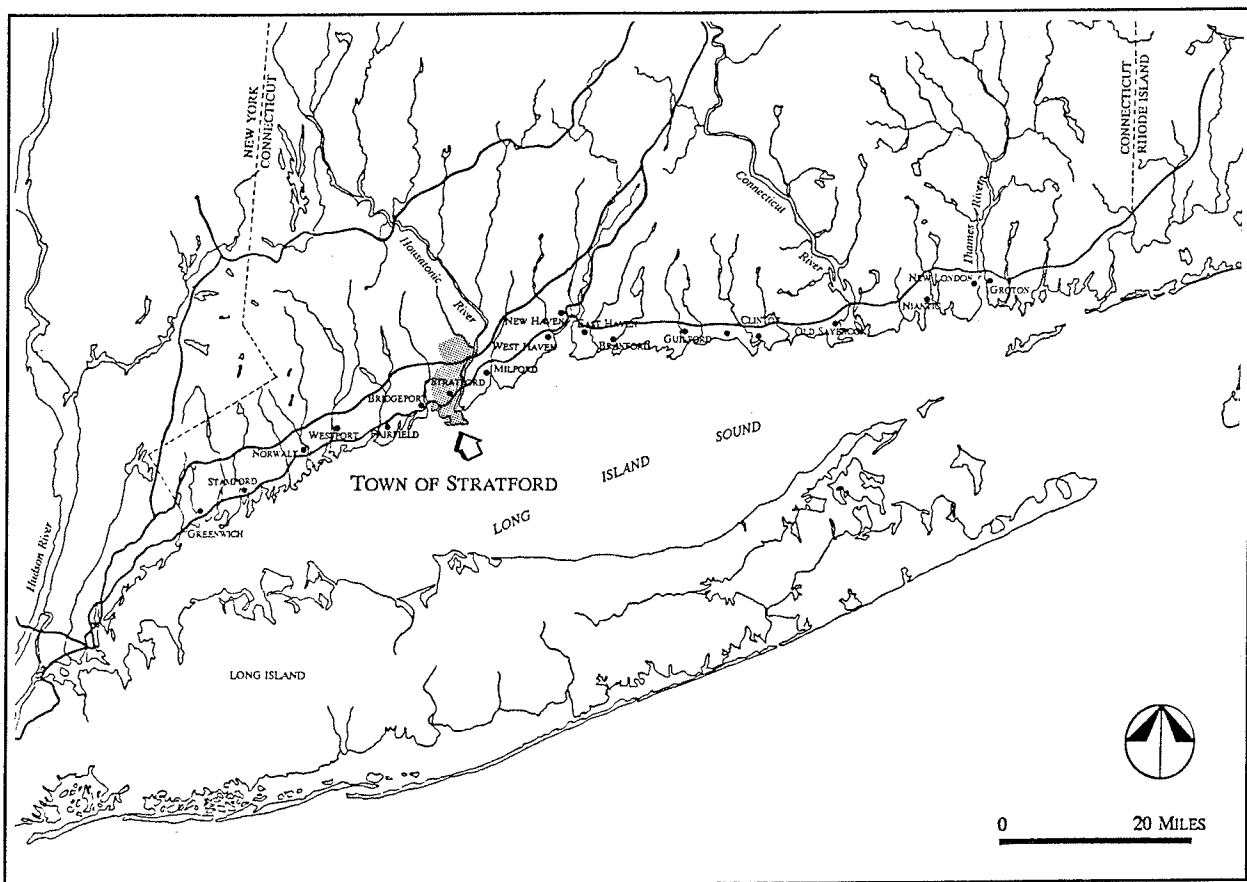 NEW YORK
CONNECTICUT
CONNECTICUT
RHODE ISLAND
Housatonic
River
Connecticut
River
Thames River
Hudson River
NEW LONDON
GROTON
NIANTIC
OLD SAYBROOK
CLINTON
GUILFORD
BRANFORD
EAST HAVEN
NEW HAVEN
WEST HAVEN
MILFORD
STRATFORD
BRIDGEPORT
FAIRFIELD
WESTPORT
NORWALK
STAMFORD
GREENWICH
TOWN OF STRATFORD
LONG
ISLAND
SOUND
LONG ISLAND
0 20 MILES